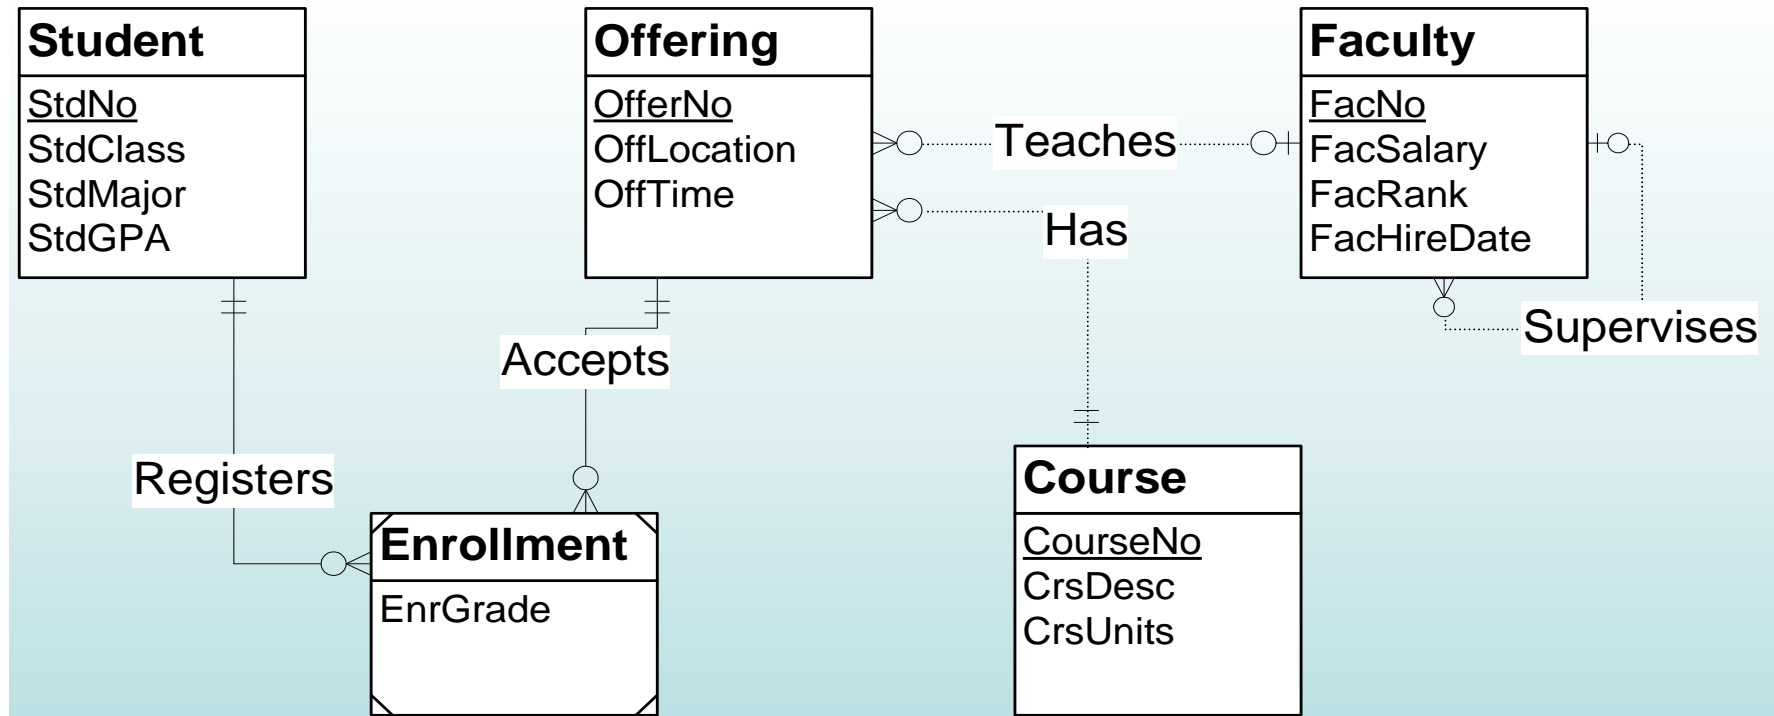 Student
StdNo
StdClass
StdMajor
StdGPA
Offering
OfferNo
OffLocation
OffTime
Teaches
Has
Faculty
FacNo
FacSalary
FacRank
FacHireDate
Supervises
Accepts
Registers
Enrollment
EnrGrade
Course
CourseNo
CrsDesc
CrsUnits